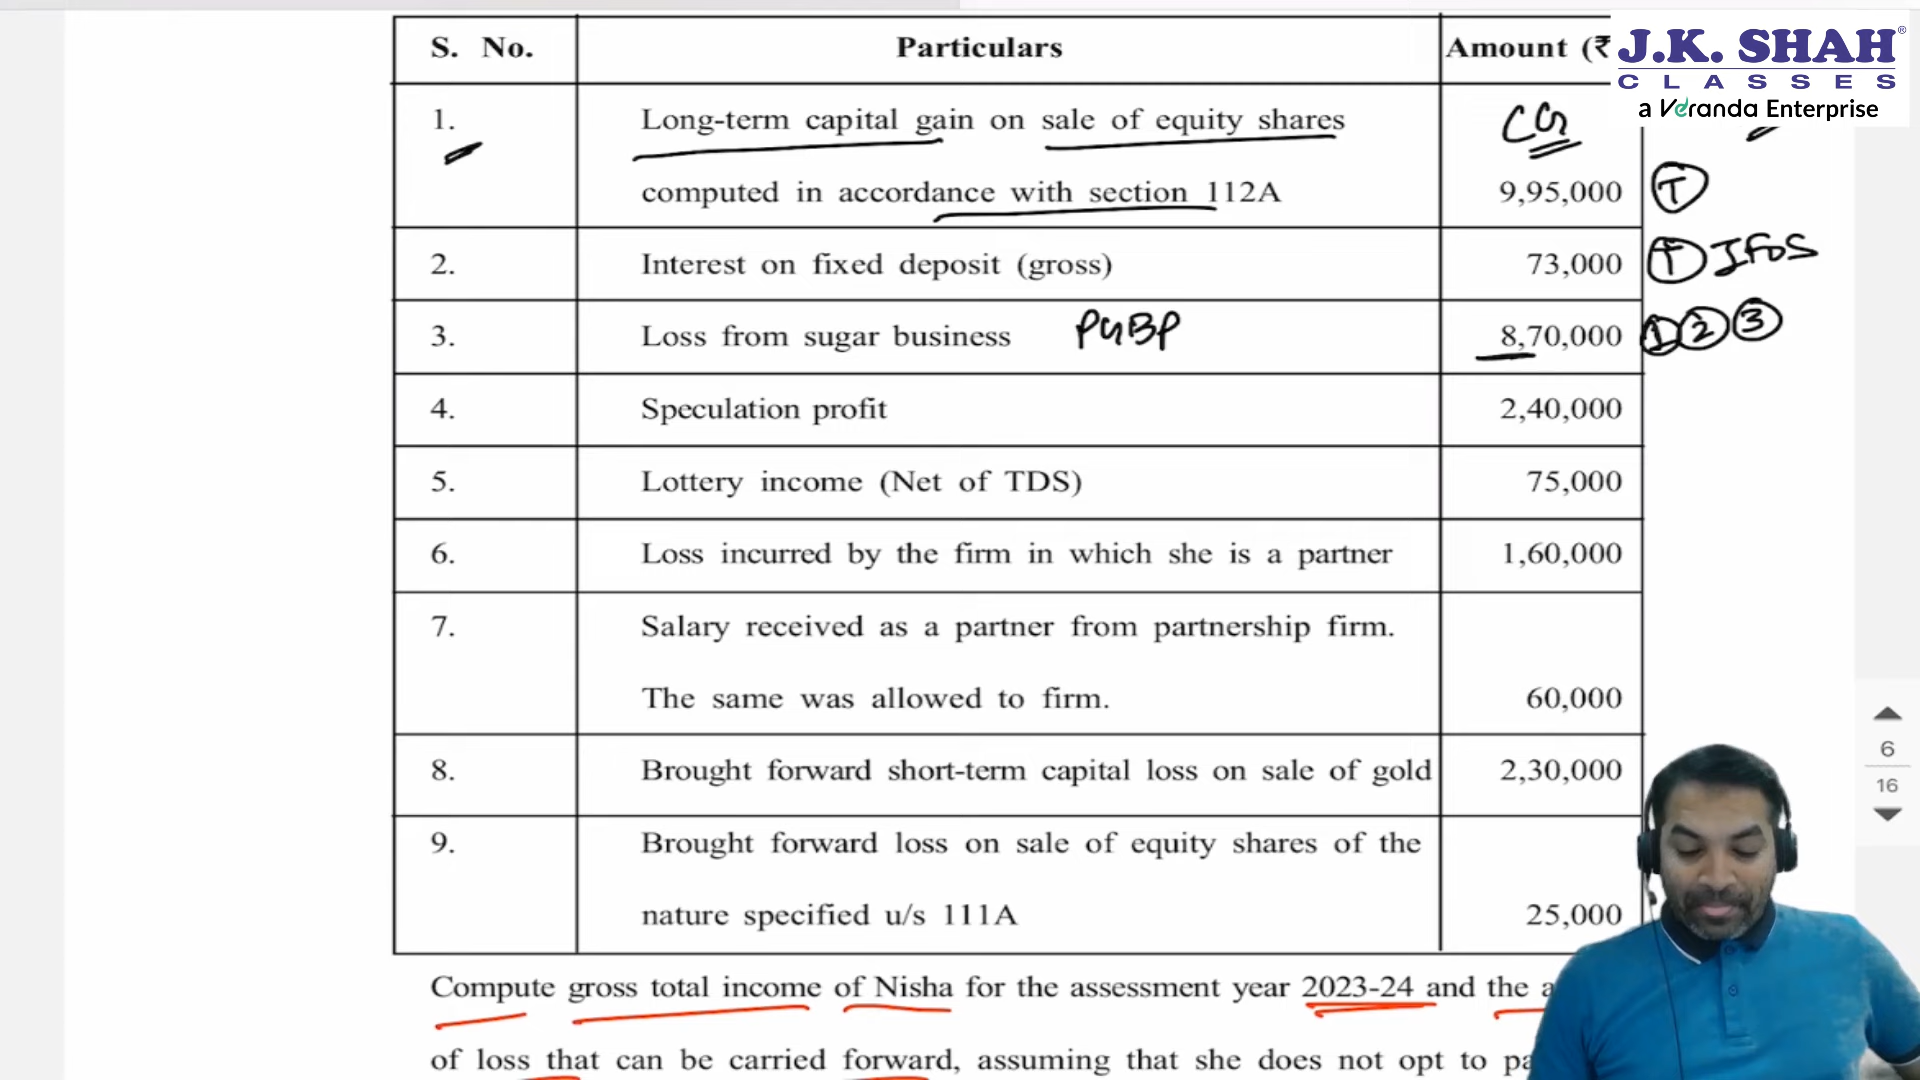 S. No. Particulars Amount (₹
J.K. SHAH®
CLASSES
a Veranda Enterprise
1. Long-term capital gain on sale of equity shares CG
computed in accordance with section 112A 9,95,000 T
2. Interest on fixed deposit (gross) 73,000 T IFOS
3. Loss from sugar business PGBP 8,70,000 1 2 3
4. Speculation profit 2,40,000
5. Lottery income (Net of TDS) 75,000
6. Loss incurred by the firm in which she is a partner 1,60,000
7. Salary received as a partner from partnership firm.
The same was allowed to firm. 60,000
8. Brought forward short-term capital loss on sale of gold 2,30,000
9. Brought forward loss on sale of equity shares of the
nature specified u/s 111A 25,000
6
16
Compute gross total income of Nisha for the assessment year 2023-24 and the a
of loss that can be carried forward, assuming that she does not opt to pa